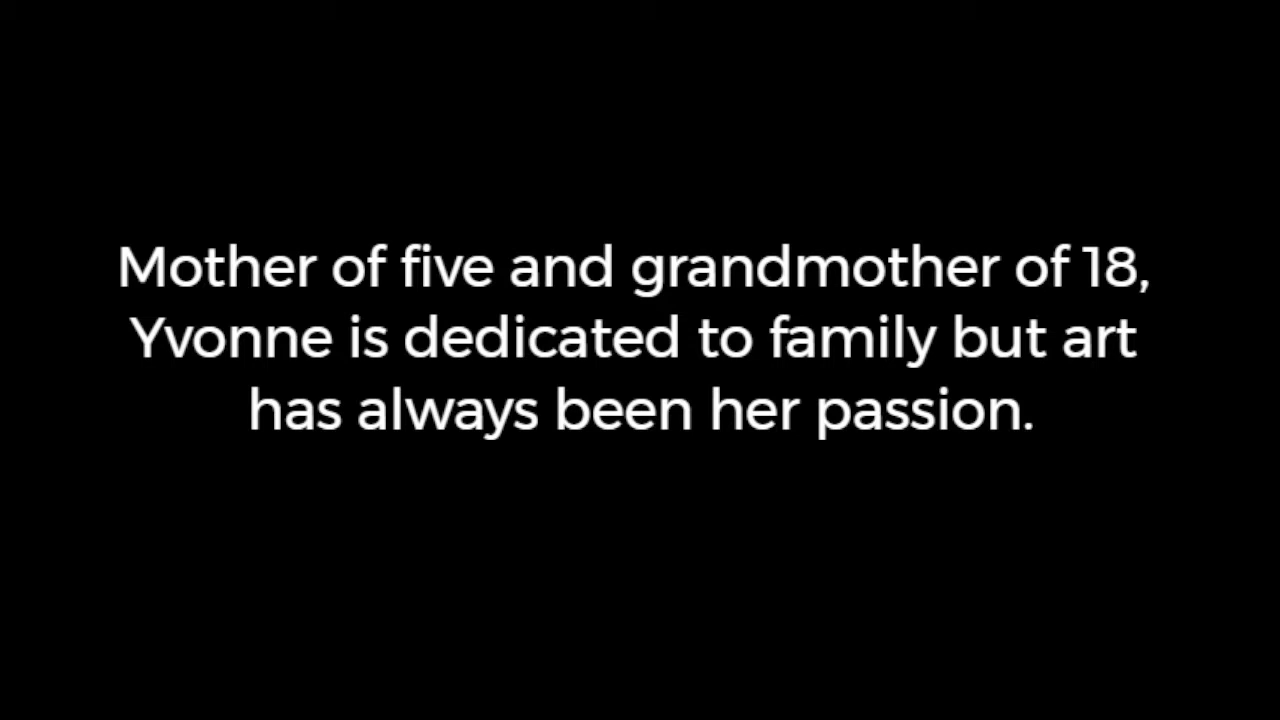 Mother of five and grandmother of 18,
Yvonne is dedicated to family but art
has always been her passion.